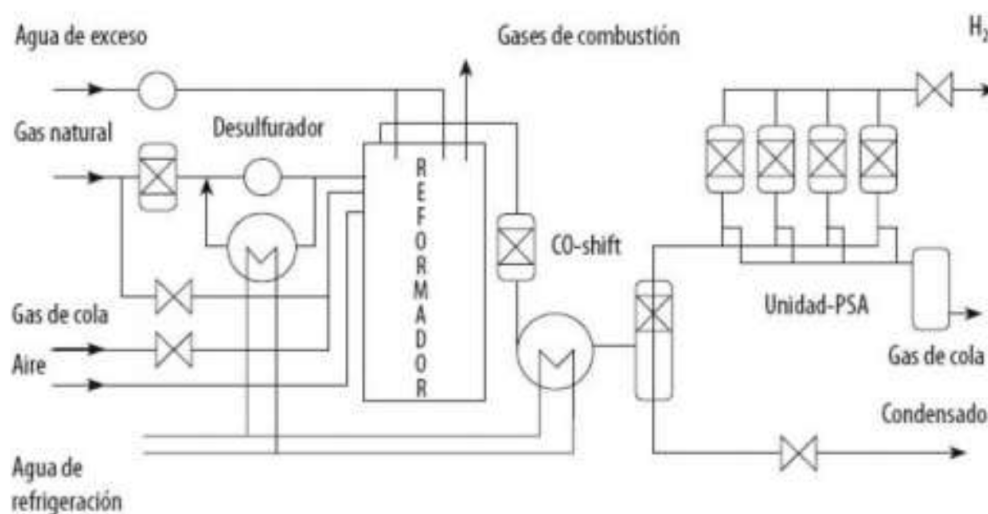 Agua de exceso
Gases de combustión
H2
Gas natural
Desulfurador
REFORMADOR
CO-shift
Unidad-PSA
Gas de cola
Aire
Gas de cola
Condensado
Agua de
refrigeración